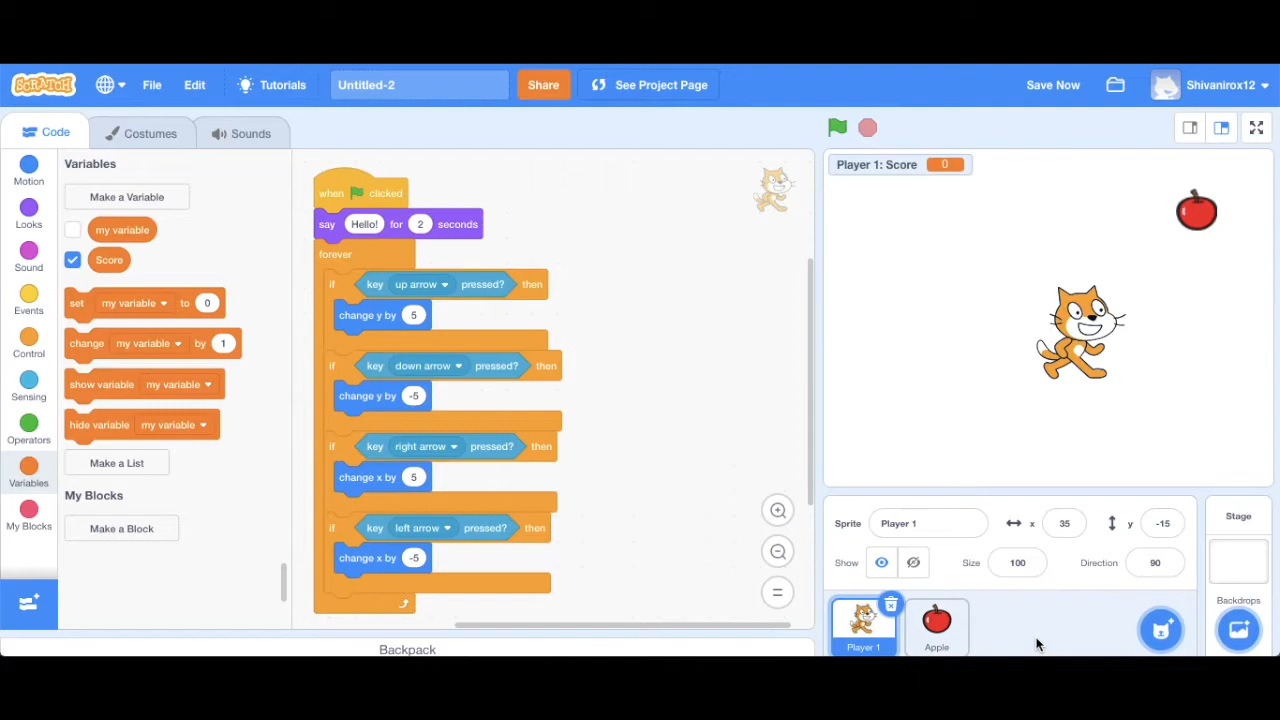 SCRATCH File Edit Tutorials Untitled-2 Share See Project Page Save Now Shivanirox12
Code Costumes Sounds
Motion
Looks
Sound
Events
Control
Sensing
Operators
Variables
My Blocks
Variables
Make a Variable
my variable
Score
set my variable to 0
change my variable by 1
show variable my variable
hide variable my variable
Make a List
My Blocks
Make a Block
when clicked
say Hello! for 2 seconds
forever
if key up arrow pressed? then
change y by 5
if key down arrow pressed? then
change y by -5
if key right arrow pressed? then
change x by 5
if key left arrow pressed? then
change x by -5
Backpack
Player 1: Score 0
Sprite Player 1 x 35 y -15
Show Size 100 Direction 90
Player 1 Apple
Stage
Backdrops